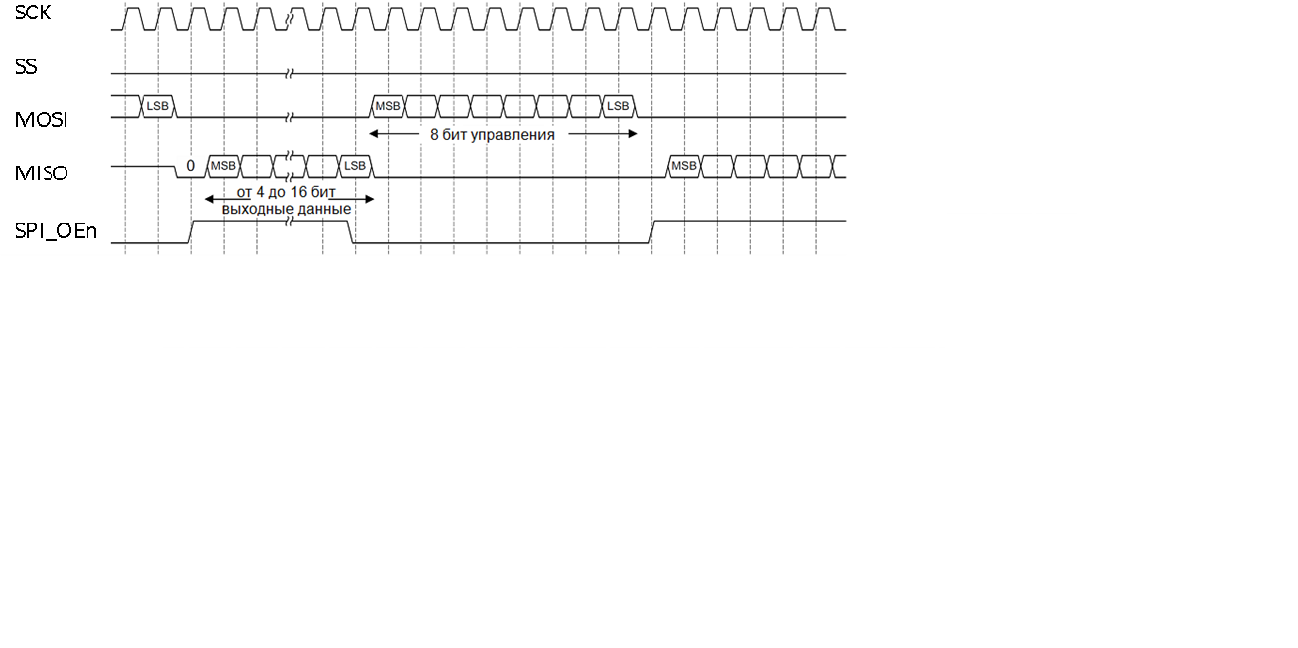 SCK
SS
LSB MSB LSB
MOSI
8 бит управления
0 MSB LSB MSB
MISO
от 4 до 16 бит
выходные данные
SPI_OEn